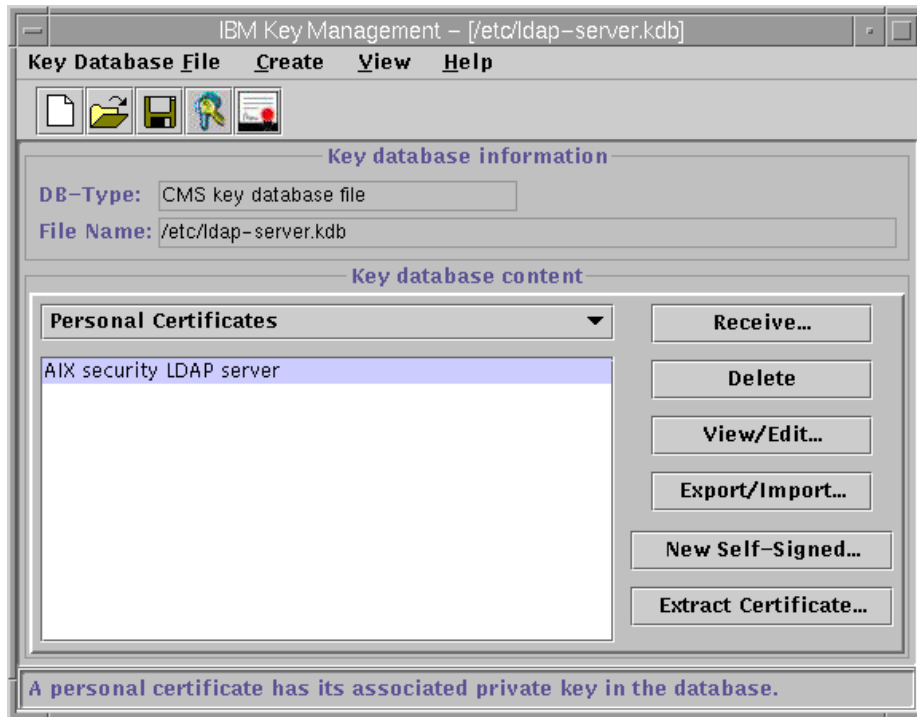 IBM Key Management – [/etc/ldap-server.kdb]
Key Database File Create View Help
Key database information
DB-Type: CMS key database file
File Name: /etc/ldap-server.kdb
Key database content
Personal Certificates
Receive...
AIX security LDAP server
Delete
View/Edit...
Export/Import...
New Self-Signed...
Extract Certificate...
A personal certificate has its associated private key in the database.